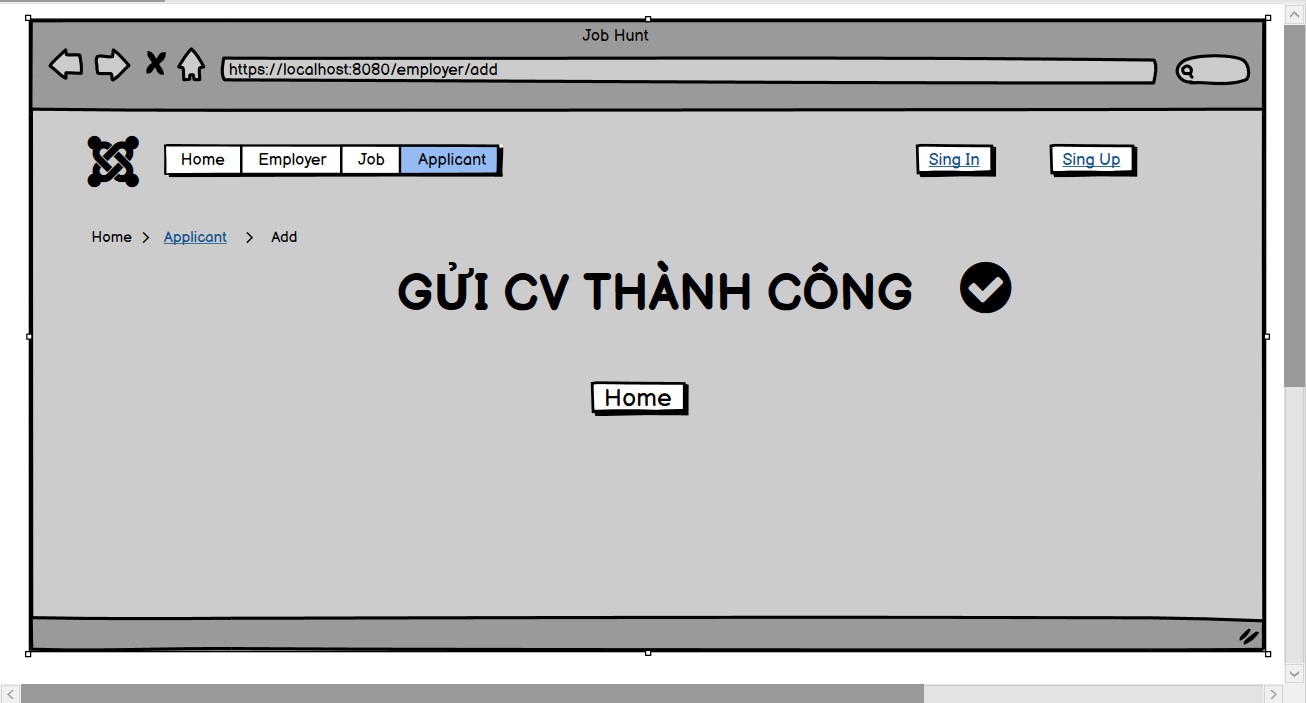 Job Hunt
https://localhost:8080/employer/add
Home Employer Job Applicant Sing In Sing Up
Home > Applicant > Add
GỬI CV THÀNH CÔNG
Home